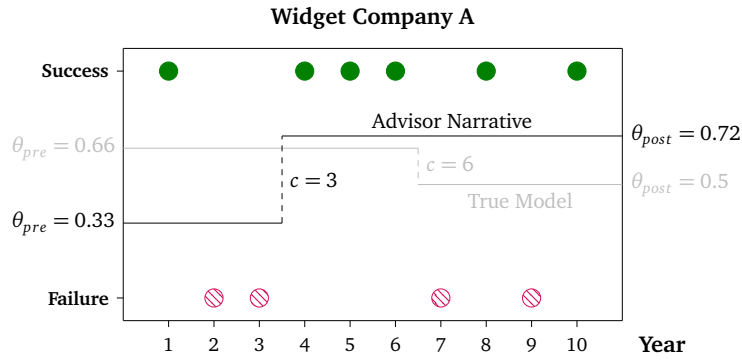 Widget Company A
Success
Advisor Narrative
θpost = 0.72
θpre = 0.66
c = 6
c = 3
θpost = 0.5
True Model
θpre = 0.33
Failure
1 2 3 4 5 6 7 8 9 10 Year